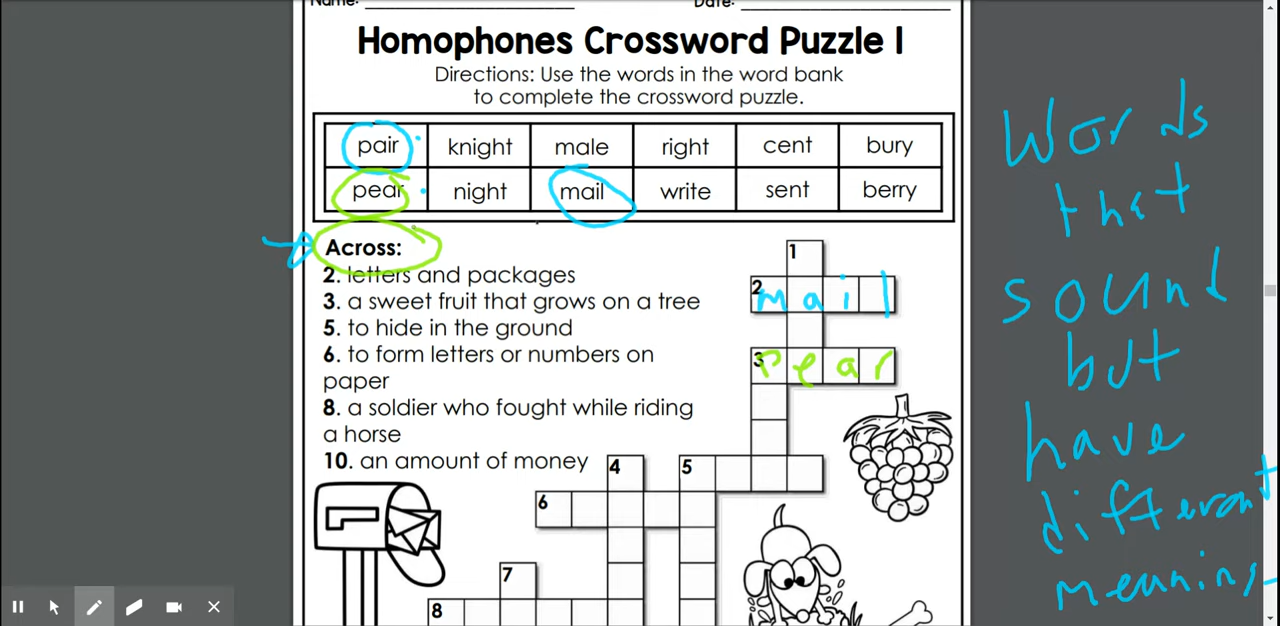 Name: Date:
Homophones Crossword Puzzle 1
Directions: Use the words in the word bank
to complete the crossword puzzle.
pair knight male right cent bury
pear night mail write sent berry
Across:
2. letters and packages
3. a sweet fruit that grows on a tree
5. to hide in the ground
6. to form letters or numbers on
paper
8. a soldier who fought while riding
a horse
10. an amount of money
1
2 mail
3 pear
4 5
6
7
8
Words
that
sound
but
have
different
meaning